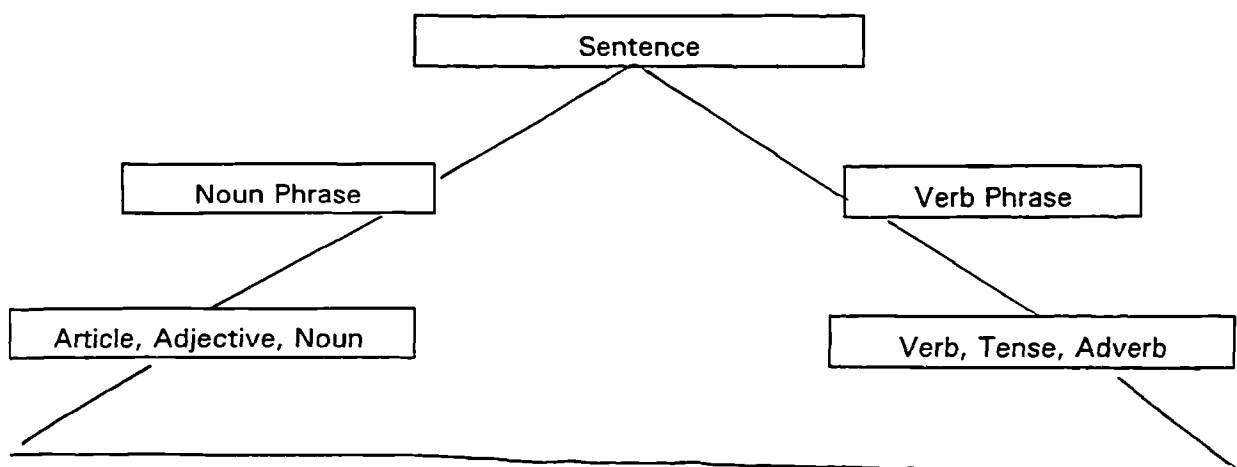 Sentence
Noun Phrase
Verb Phrase
Article, Adjective, Noun
Verb, Tense, Adverb